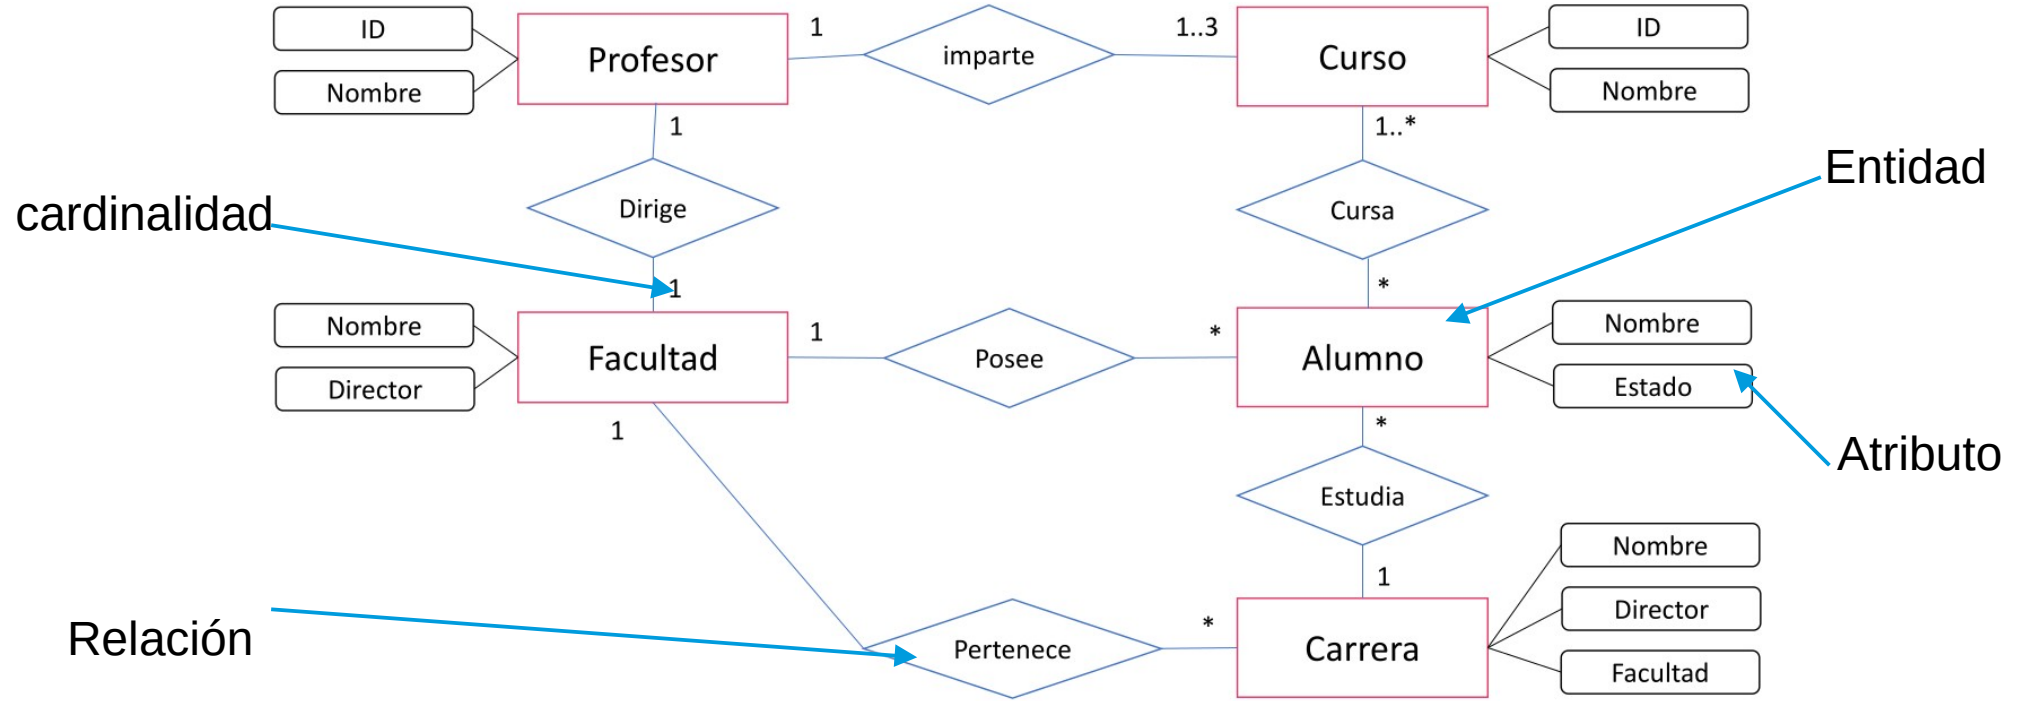 ID
Nombre
Profesor
1
imparte
1..3
Curso
ID
Nombre
1
1..*
Entidad
cardinalidad
Dirige
Cursa
1
*
Nombre
Director
Facultad
1
Posee
*
Alumno
Nombre
Estado
1
*
Atributo
Estudia
Relación
1
Pertenece
*
Carrera
Nombre
Director
Facultad